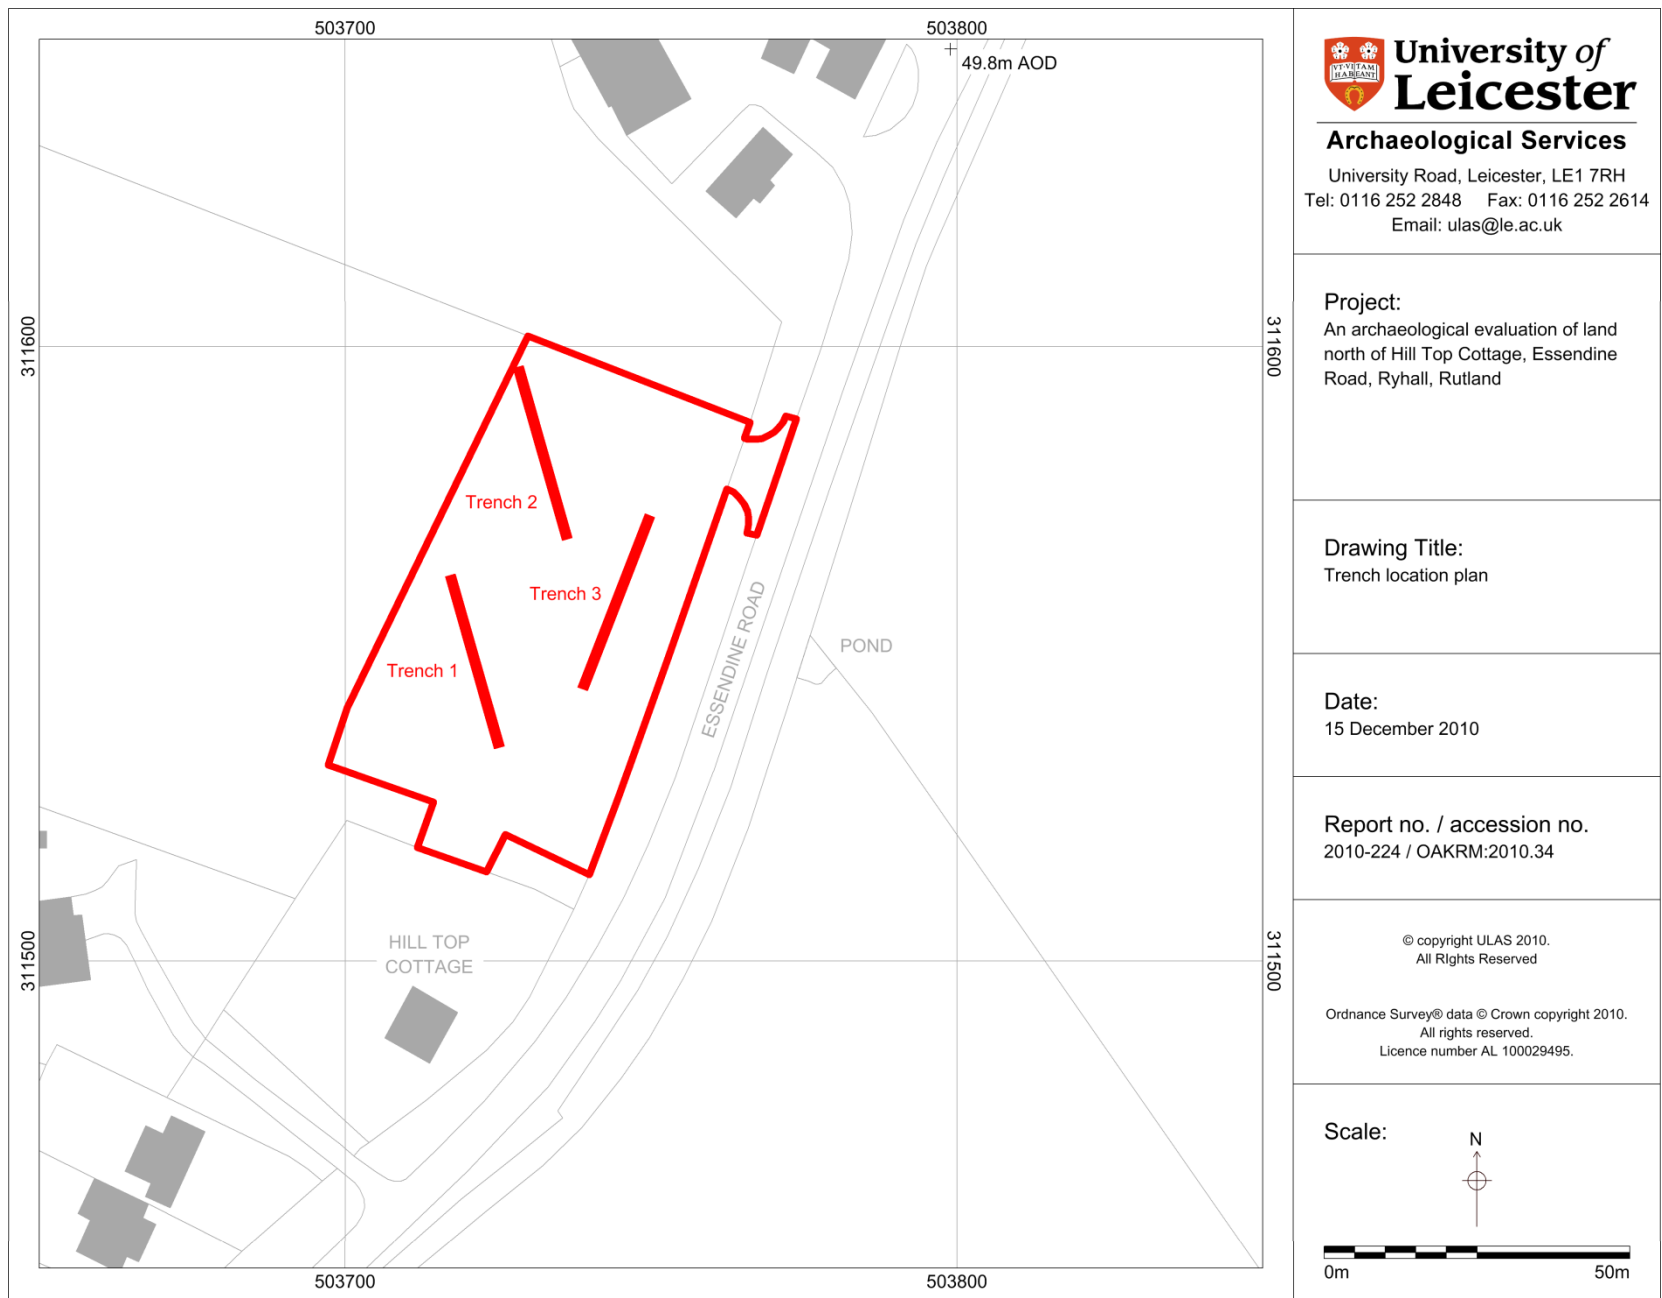 503700
503800
49.8m AOD
311600
311600
Trench 2
Trench 3
Trench 1
ESSENDINE ROAD
POND
HILL TOP
COTTAGE
311500
311500
503700
503800
VT·VITAM
HABEANT
University of
Leicester
Archaeological Services
University Road, Leicester, LE1 7RH
Tel: 0116 252 2848 Fax: 0116 252 2614
Email: ulas@le.ac.uk
Project:
An archaeological evaluation of land
north of Hill Top Cottage, Essendine
Road, Ryhall, Rutland
Drawing Title:
Trench location plan
Date:
15 December 2010
Report no. / accession no.
2010-224 / OAKRM:2010.34
© copyright ULAS 2010.
All RIghts Reserved
Ordnance Survey® data © Crown copyright 2010.
All rights reserved.
Licence number AL 100029495.
Scale:
N
0m
50m